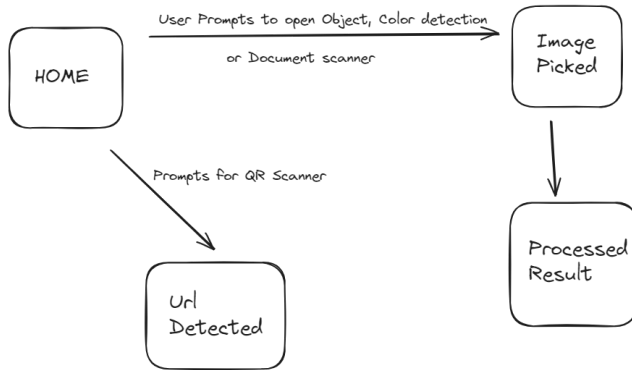 User Prompts to open Object, Color detection
or Document scanner
HOME
Image
Picked
Prompts for QR Scanner
Processed
Result
Url
Detected